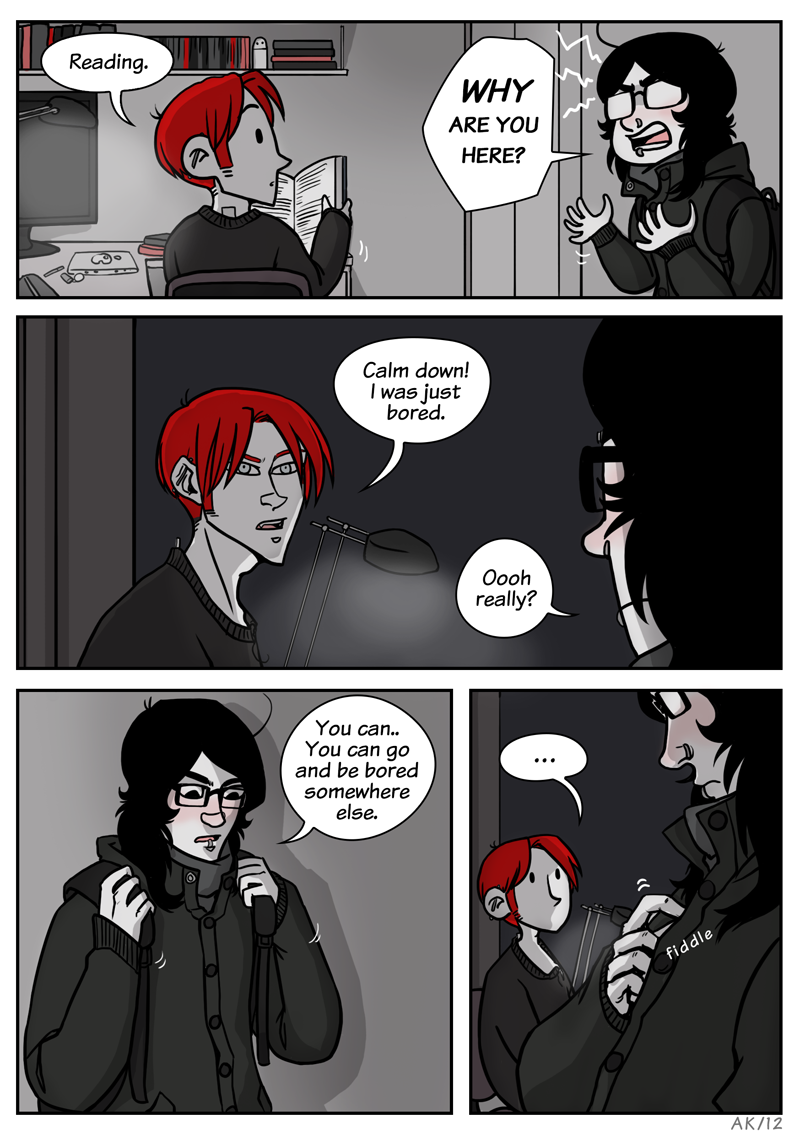 Reading.
WHY
ARE YOU
HERE?
Calm down!
I was just
bored.
Oooh
really?
You can..
You can go
and be bored
somewhere
else.
...
fiddle
AK/12